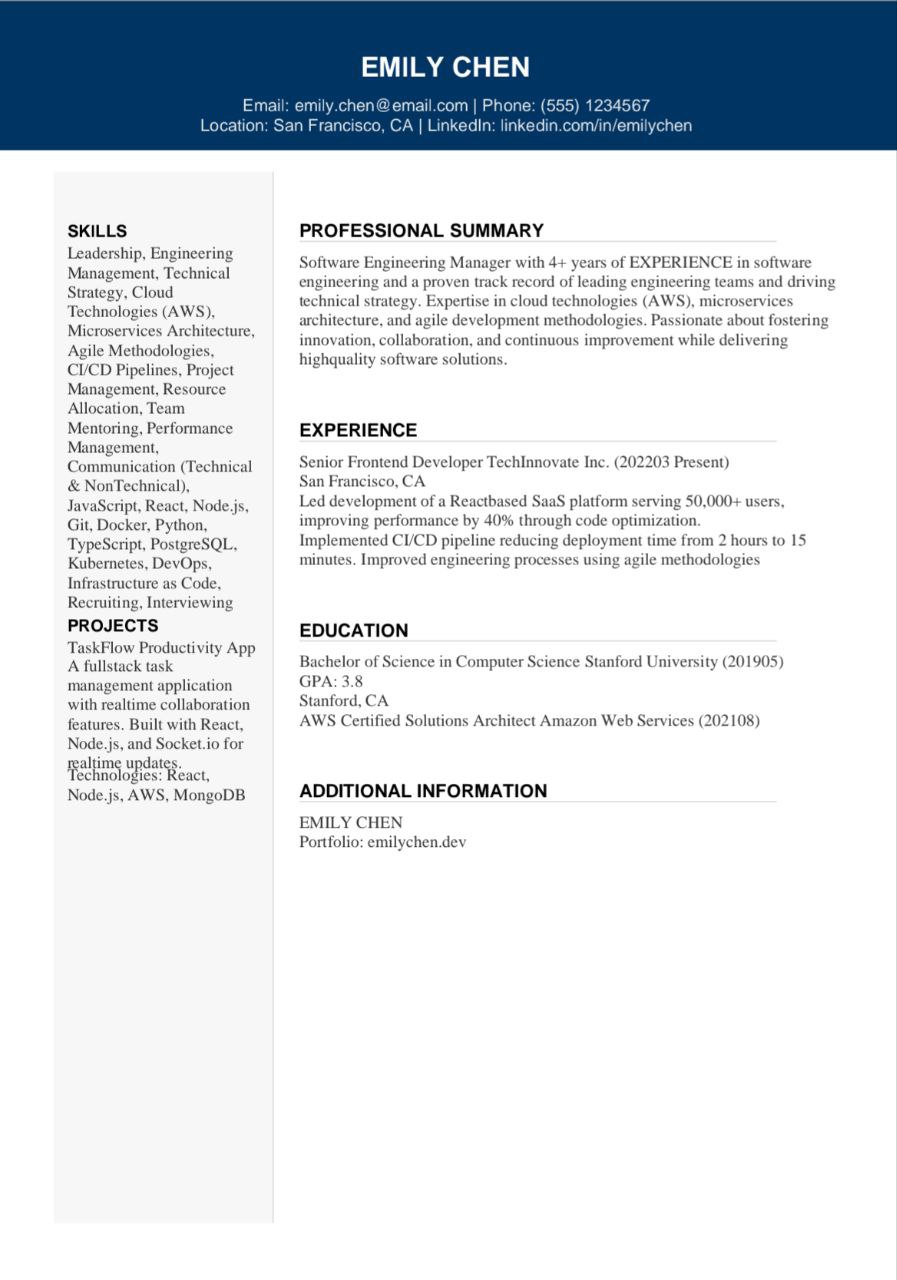 EMILY CHEN
Email: emily.chen@email.com | Phone: (555) 1234567
Location: San Francisco, CA | LinkedIn: linkedin.com/in/emilychen
SKILLS
Leadership, Engineering
Management, Technical
Strategy, Cloud
Technologies (AWS),
Microservices Architecture,
Agile Methodologies,
CI/CD Pipelines, Project
Management, Resource
Allocation, Team
Mentoring, Performance
Management,
Communication (Technical
& NonTechnical),
JavaScript, React, Node.js,
Git, Docker, Python,
TypeScript, PostgreSQL,
Kubernetes, DevOps,
Infrastructure as Code,
Recruiting, Interviewing
PROJECTS
TaskFlow Productivity App
A fullstack task
management application
with realtime collaboration
features. Built with React,
Node.js, and Socket.io for
realtime updates.
Technologies: React,
Node.js, AWS, MongoDB
PROFESSIONAL SUMMARY
Software Engineering Manager with 4+ years of EXPERIENCE in software
engineering and a proven track record of leading engineering teams and driving
technical strategy. Expertise in cloud technologies (AWS), microservices
architecture, and agile development methodologies. Passionate about fostering
innovation, collaboration, and continuous improvement while delivering
highquality software solutions.
EXPERIENCE
Senior Frontend Developer TechInnovate Inc. (202203 Present)
San Francisco, CA
Led development of a Reactbased SaaS platform serving 50,000+ users,
improving performance by 40% through code optimization.
Implemented CI/CD pipeline reducing deployment time from 2 hours to 15
minutes. Improved engineering processes using agile methodologies
EDUCATION
Bachelor of Science in Computer Science Stanford University (201905)
GPA: 3.8
Stanford, CA
AWS Certified Solutions Architect Amazon Web Services (202108)
ADDITIONAL INFORMATION
EMILY CHEN
Portfolio: emilychen.dev